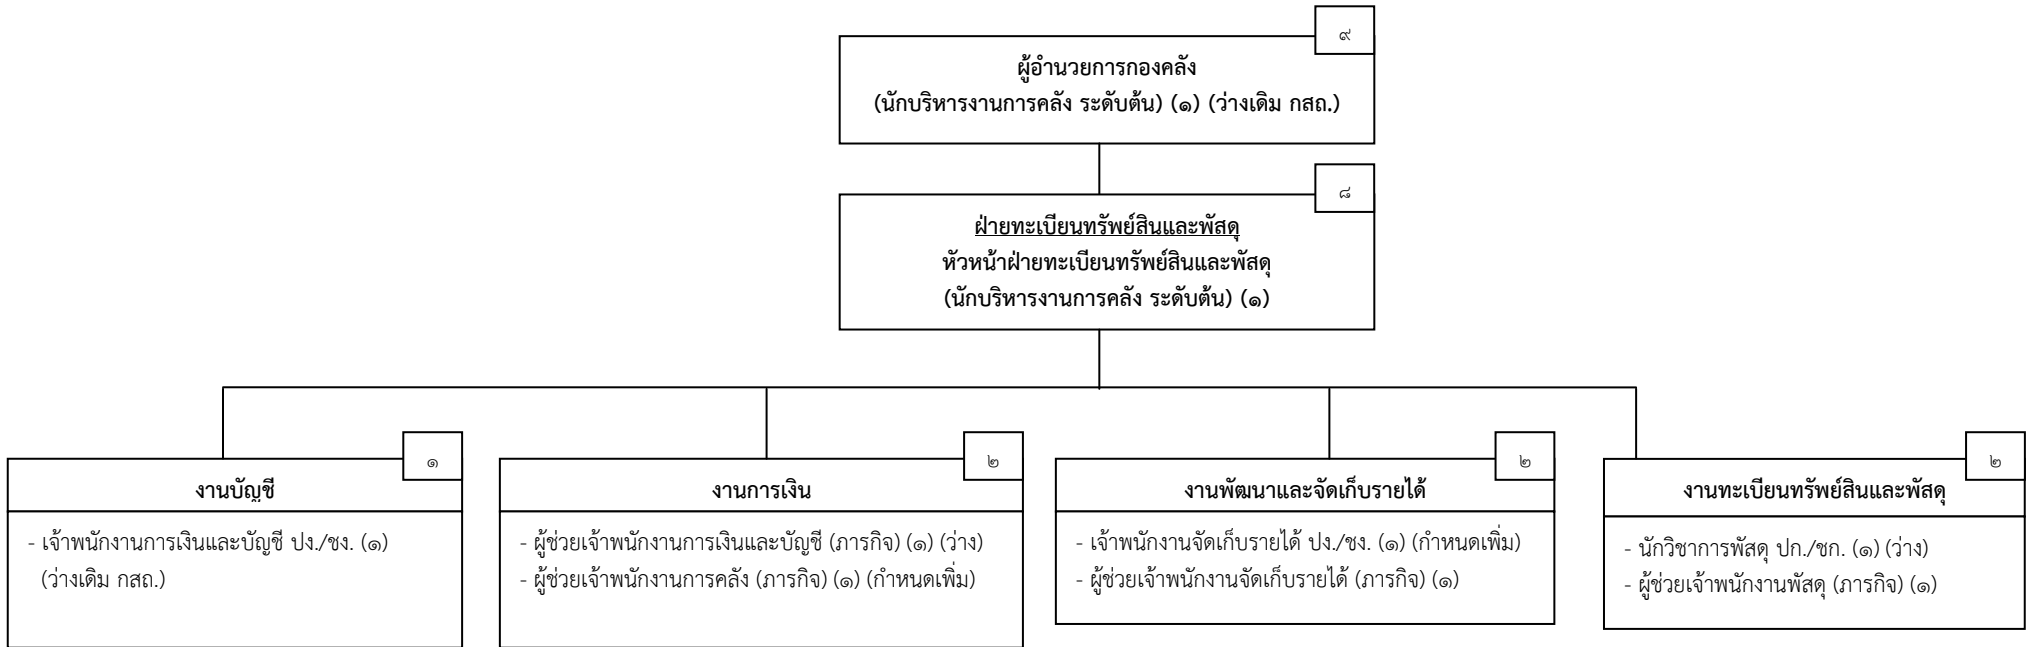 ๙
ผู้อำนวยการกองคลัง
(นักบริหารงานการคลัง ระดับต้น) (๑) (ว่างเดิม กสถ.)
๘
ฝ่ายทะเบียนทรัพย์สินและพัสดุ
หัวหน้าฝ่ายทะเบียนทรัพย์สินและพัสดุ
(นักบริหารงานการคลัง ระดับต้น) (๑)
๑
งานบัญชี
- เจ้าพนักงานการเงินและบัญชี ปง./ชง. (๑)
(ว่างเดิม กสถ.)
๒
งานการเงิน
- ผู้ช่วยเจ้าพนักงานการเงินและบัญชี (ภารกิจ) (๑) (ว่าง)
- ผู้ช่วยเจ้าพนักงานการคลัง (ภารกิจ) (๑) (กำหนดเพิ่ม)
๒
งานพัฒนาและจัดเก็บรายได้
- เจ้าพนักงานจัดเก็บรายได้ ปง./ชง. (๑) (กำหนดเพิ่ม)
- ผู้ช่วยเจ้าพนักงานจัดเก็บรายได้ (ภารกิจ) (๑)
๒
งานทะเบียนทรัพย์สินและพัสดุ
- นักวิชาการพัสดุ ปก./ชก. (๑) (ว่าง)
- ผู้ช่วยเจ้าพนักงานพัสดุ (ภารกิจ) (๑)